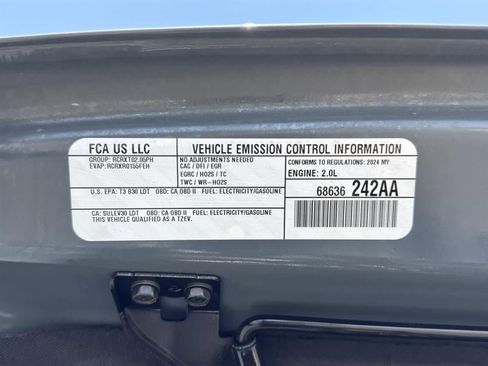 FCA US LLC
VEHICLE EMISSION CONTROL INFORMATION
GROUP: RCRXT02.05PH
EVAP: RCRXR0155FEH
NO ADJUSTMENTS NEEDED
CAC / DFI / EGR
EGRC / HO2S / TC
TWC / WR-HO2S
CONFORMS TO REGULATIONS: 2024 MY
ENGINE: 2.0L
U.S. EPA: T3 B30 LDT OBD: CA OBD II FUEL: ELECTRICITY/GASOLINE
68636 242AA
CA: SULEV30 LDT OBD: CA OBD II FUEL: ELECTRICITY/GASOLINE
THIS VEHICLE QUALIFIED AS A TZEV.